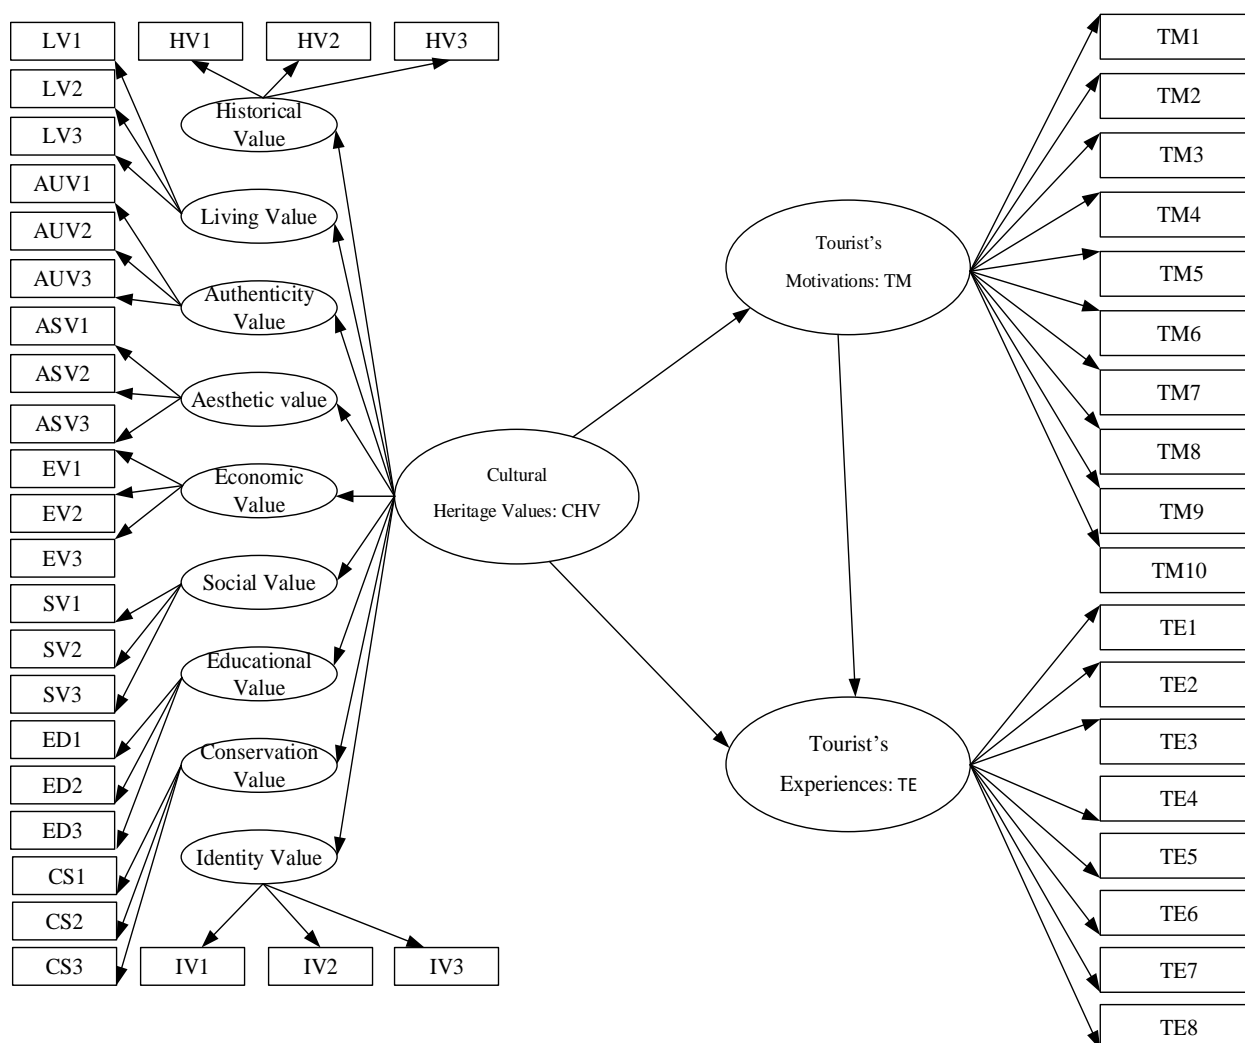 LV1
LV2
LV3
AUV1
AUV2
AUV3
ASV1
ASV2
ASV3
EV1
EV2
EV3
SV1
SV2
SV3
ED1
ED2
ED3
CS1
CS2
CS3
HV1
HV2
HV3
Historical
Value
Living Value
Authenticity
Value
Aesthetic value
Economic
Value
Social Value
Educational
Value
Conservation
Value
Identity Value
IV1
IV2
IV3
Cultural
Heritage Values: CHV
Tourist's
Motivations: TM
Tourist's
Experiences: TE
TM1
TM2
TM3
TM4
TM5
TM6
TM7
TM8
TM9
TM10
TE1
TE2
TE3
TE4
TE5
TE6
TE7
TE8